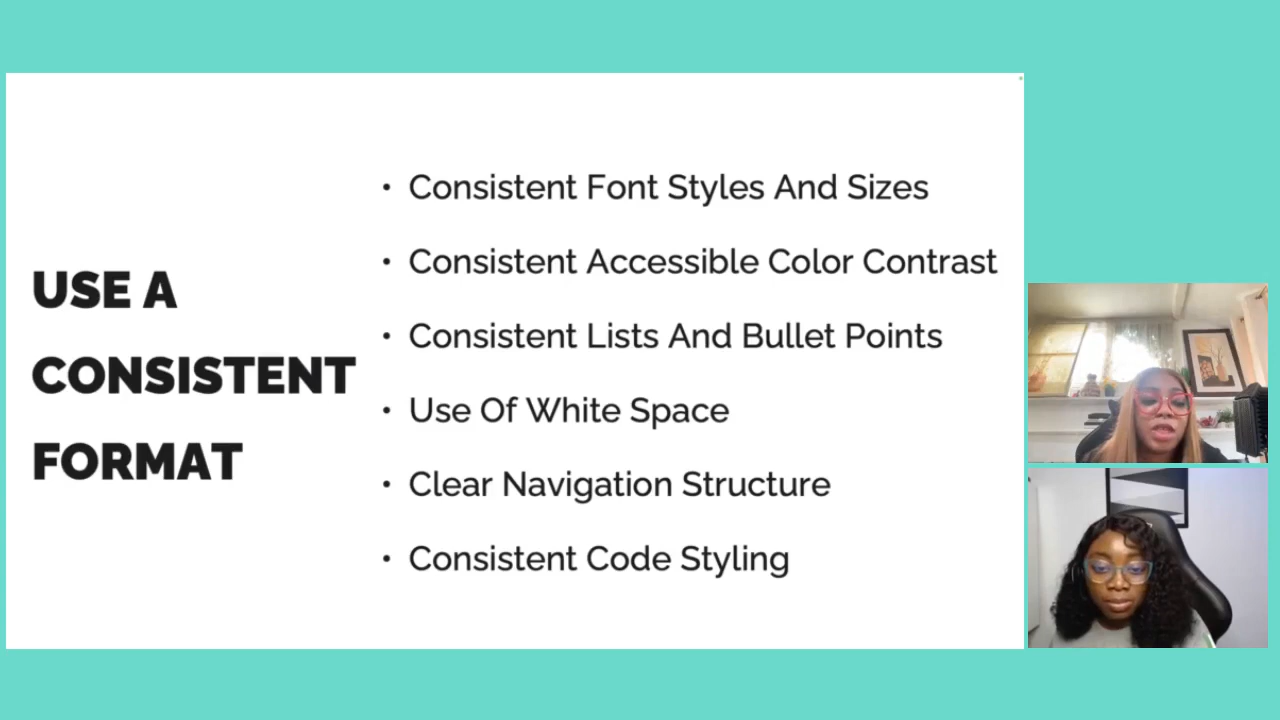 USE A
CONSISTENT
FORMAT
• Consistent Font Styles And Sizes
• Consistent Accessible Color Contrast
• Consistent Lists And Bullet Points
• Use Of White Space
• Clear Navigation Structure
• Consistent Code Styling